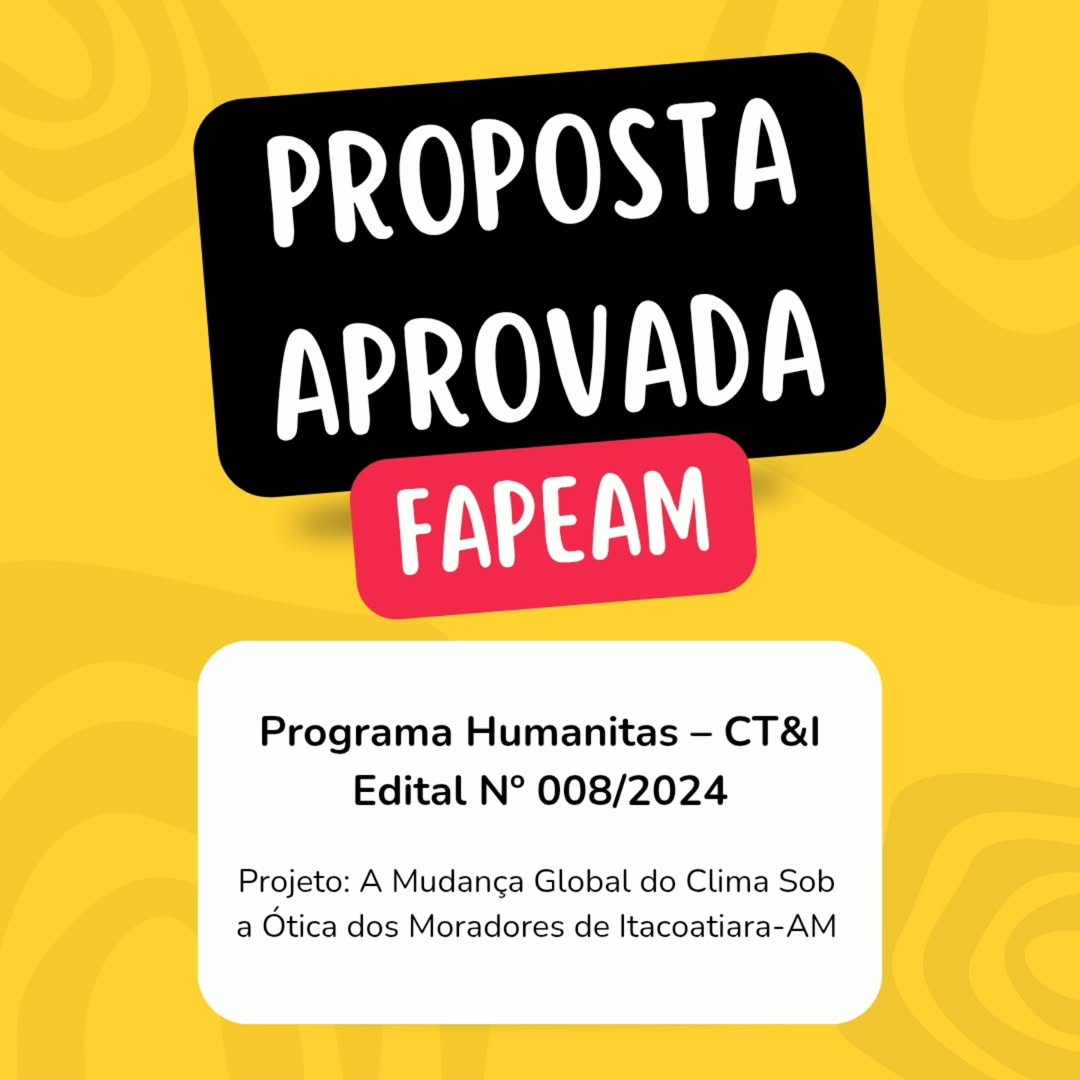 PROPOSTA
APROVADA
FAPEAM
Programa Humanitas – CT&I
Edital Nº 008/2024
Projeto: A Mudança Global do Clima Sob
a Ótica dos Moradores de Itacoatiara-AM